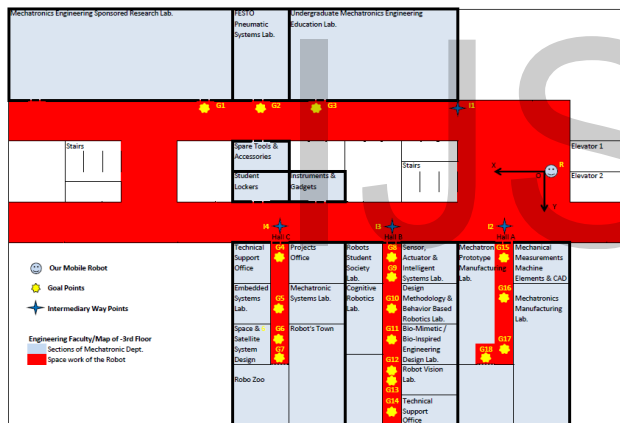 Mechatronics Engineering Sponsored Research Lab.
FESTO
Pneumatic
Systems Lab.
Undergraduate Mechatronics Engineering
Education Lab.
G1
G2
G3
I1
Stairs
Spare Tools &
Accessories
Stairs
Elevator 1
Student
Lockers
Instruments &
Gadgets
Elevator 2
R
X
Y
I4
I3
I2
Hall C
Hall B
Hall A
Technical
Support
Office
G4
Projects
Office
Robots
Student
Society
Lab.
G8
G9
Sensor,
Actuator &
Intelligent
Systems Lab.
Mechatron
Prototype
Manufacturing
Lab.
G15
Mechanical
Measurements
Machine
Elements & CAD
Embedded
Systems Lab.
G5
Mechatronic
Systems Lab.
Cognitive
Robotics
Lab.
G10
Design
Methodology &
Behavior Based
Robotics Lab.
G16
Mechatronics
Manufacturing
Lab.
Space &
Satellite
System
Design
G6
G7
Robot's Town
G11
G12
Bio-Mimetic /
Bio-Inspired
Engineering
Design Lab.
G17
G18
Robo Zoo
G13
Robot Vision
Lab.
G14
Technical
Support
Office
Our Mobile Robot
Goal Points
Intermediary Way Points
Engineering Faculty/Map of -3rd Floor
Sections of Mechatronic Dept.
Space work of the Robot
IJS